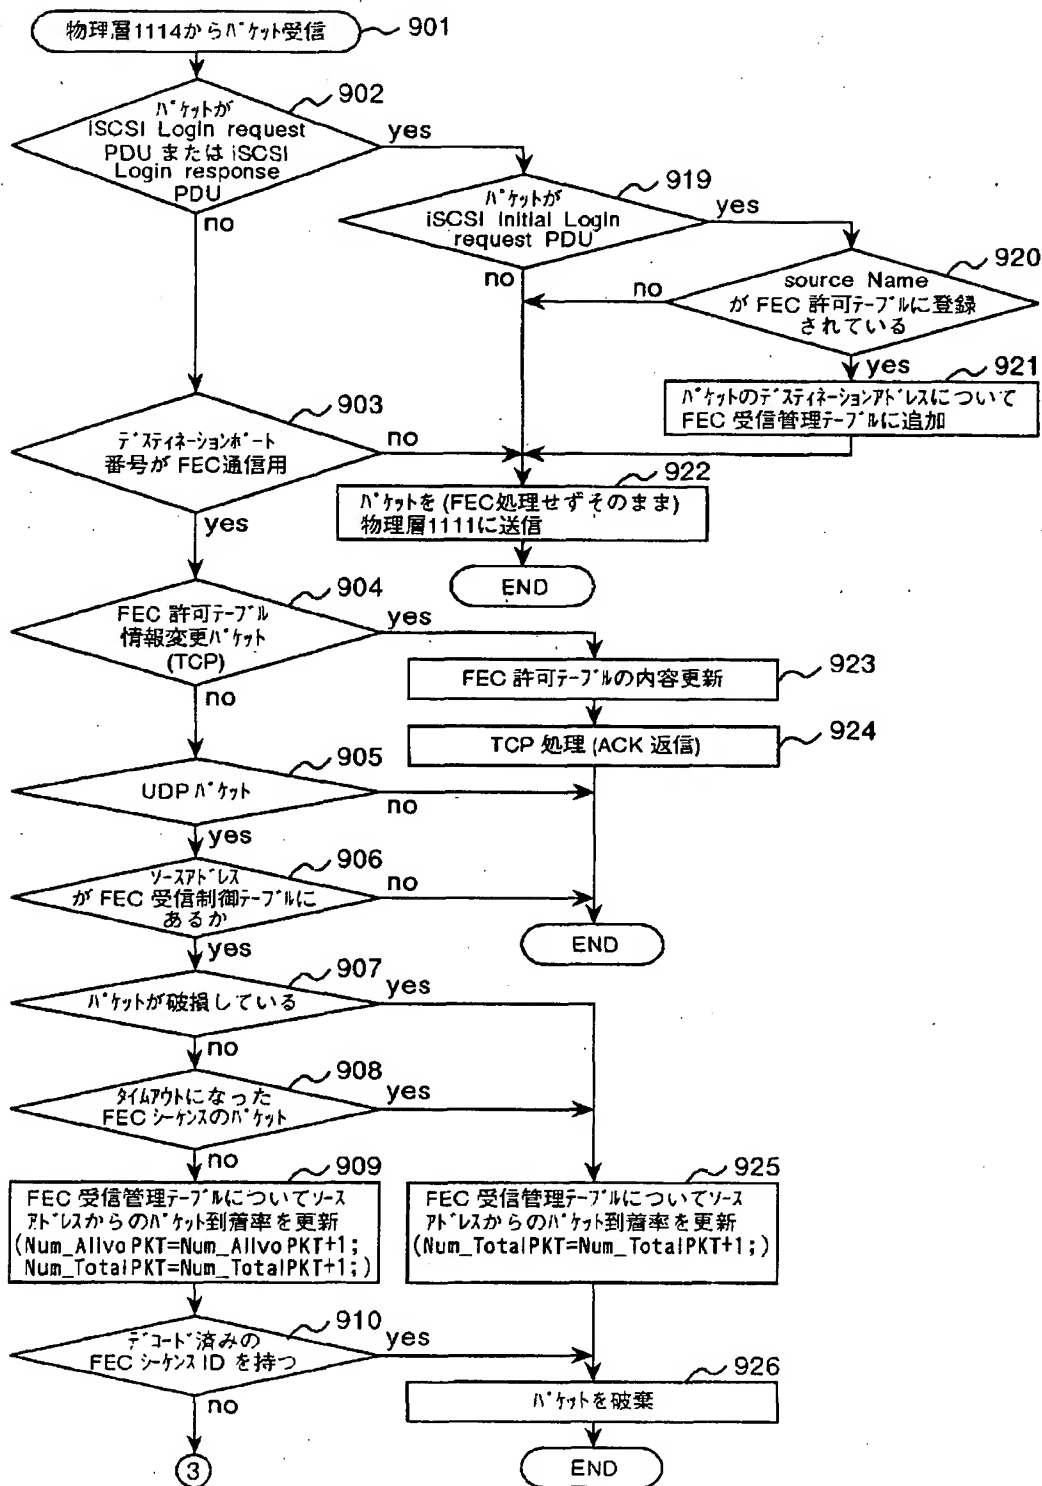 物理層1114からパケット受信
901
902
パケットが
iSCSI Login request
PDU または iSCSI
Login response
PDU
yes
no
919
パケットが
iSCSI Initial Login
request PDU
yes
no
920
source Name
が FEC 許可テーブルに登録
されている
no
yes
921
パケットのデスティネーションアドレスについて
FEC 受信管理テーブルに追加
903
デスティネーションポート
番号が FEC通信用
no
yes
922
パケットを (FEC処理せずそのまま)
物理層1111に送信
END
904
FEC 許可テーブル
情報変更パケット
(TCP)
yes
no
FEC 許可テーブルの内容更新
923
TCP 処理 (ACK 返信)
924
905
UDP パケット
no
yes
906
ソースアドレス
が FEC 受信制御テーブルに
あるか
no
yes
END
907
パケットが破損している
yes
no
908
タイムアウトになった
FEC シーケンスのパケット
yes
no
909
FEC 受信管理テーブルについてソース
アドレスからのパケット到着率を更新
(Num_AlivoPKT=Num_AlivoPKT+1;
Num_TotalPKT=Num_TotalPKT+1;)
925
FEC 受信管理テーブルについてソース
アドレスからのパケット到着率を更新
(Num_TotalPKT=Num_TotalPKT+1;)
910
デコード済みの
FEC シーケンス ID を持つ
yes
no
926
パケットを破棄
3
END